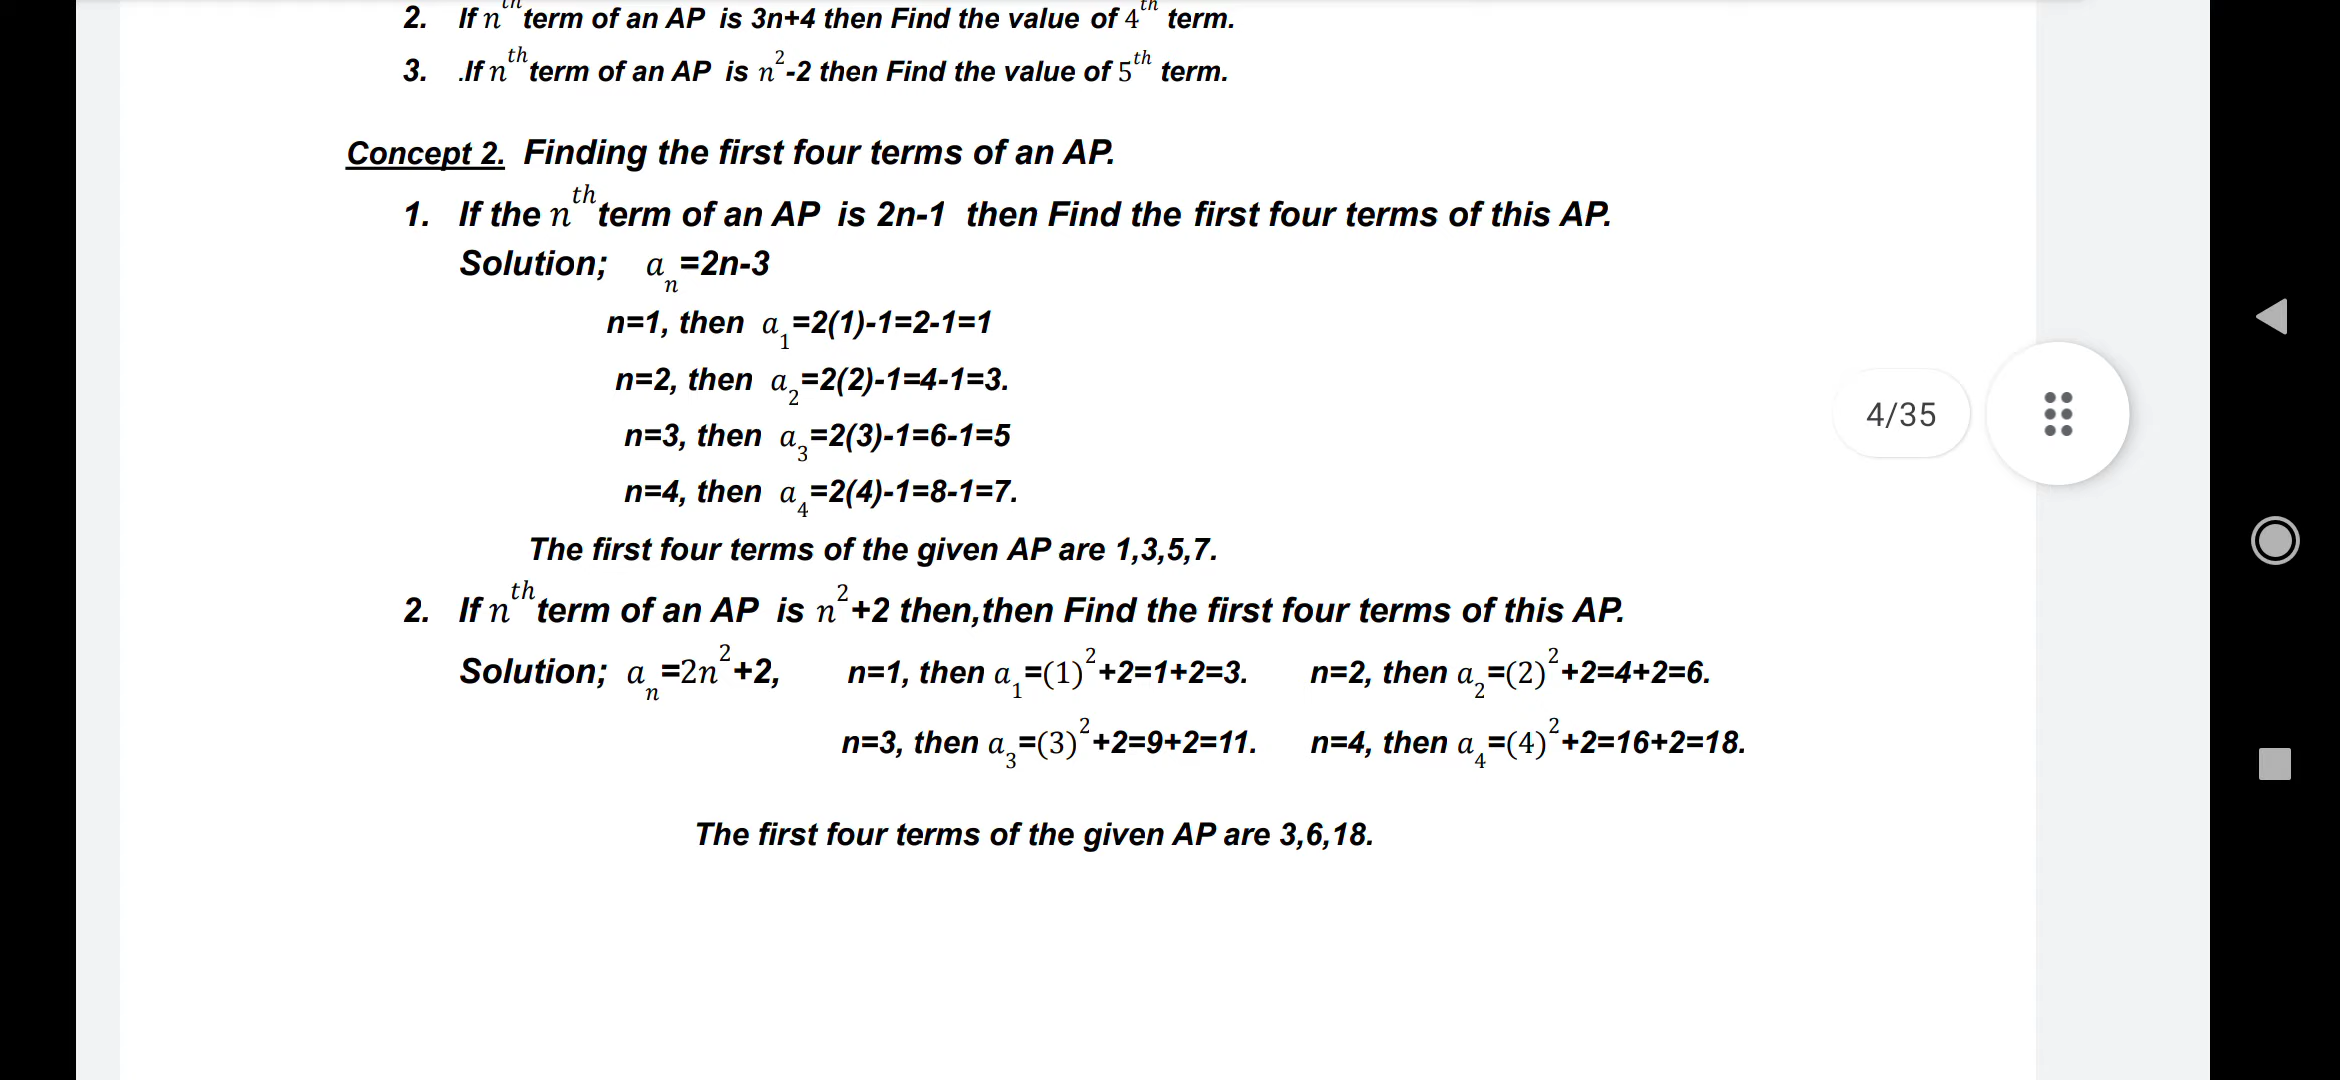 2. If n^th term of an AP is 3n+4 then Find the value of 4^th term.
3. .If n^th term of an AP is n^2-2 then Find the value of 5^th term.
Concept 2. Finding the first four terms of an AP.
1. If the n^th term of an AP is 2n-1 then Find the first four terms of this AP.
Solution; a_n=2n-3
n=1, then a_1=2(1)-1=2-1=1
n=2, then a_2=2(2)-1=4-1=3.
n=3, then a_3=2(3)-1=6-1=5
4/35
n=4, then a_4=2(4)-1=8-1=7.
The first four terms of the given AP are 1,3,5,7.
2. If n^th term of an AP is n^2+2 then,then Find the first four terms of this AP.
Solution; a_n=2n^2+2, n=1, then a_1=(1)^2+2=1+2=3. n=2, then a_2=(2)^2+2=4+2=6.
n=3, then a_3=(3)^2+2=9+2=11. n=4, then a_4=(4)^2+2=16+2=18.
The first four terms of the given AP are 3,6,18.